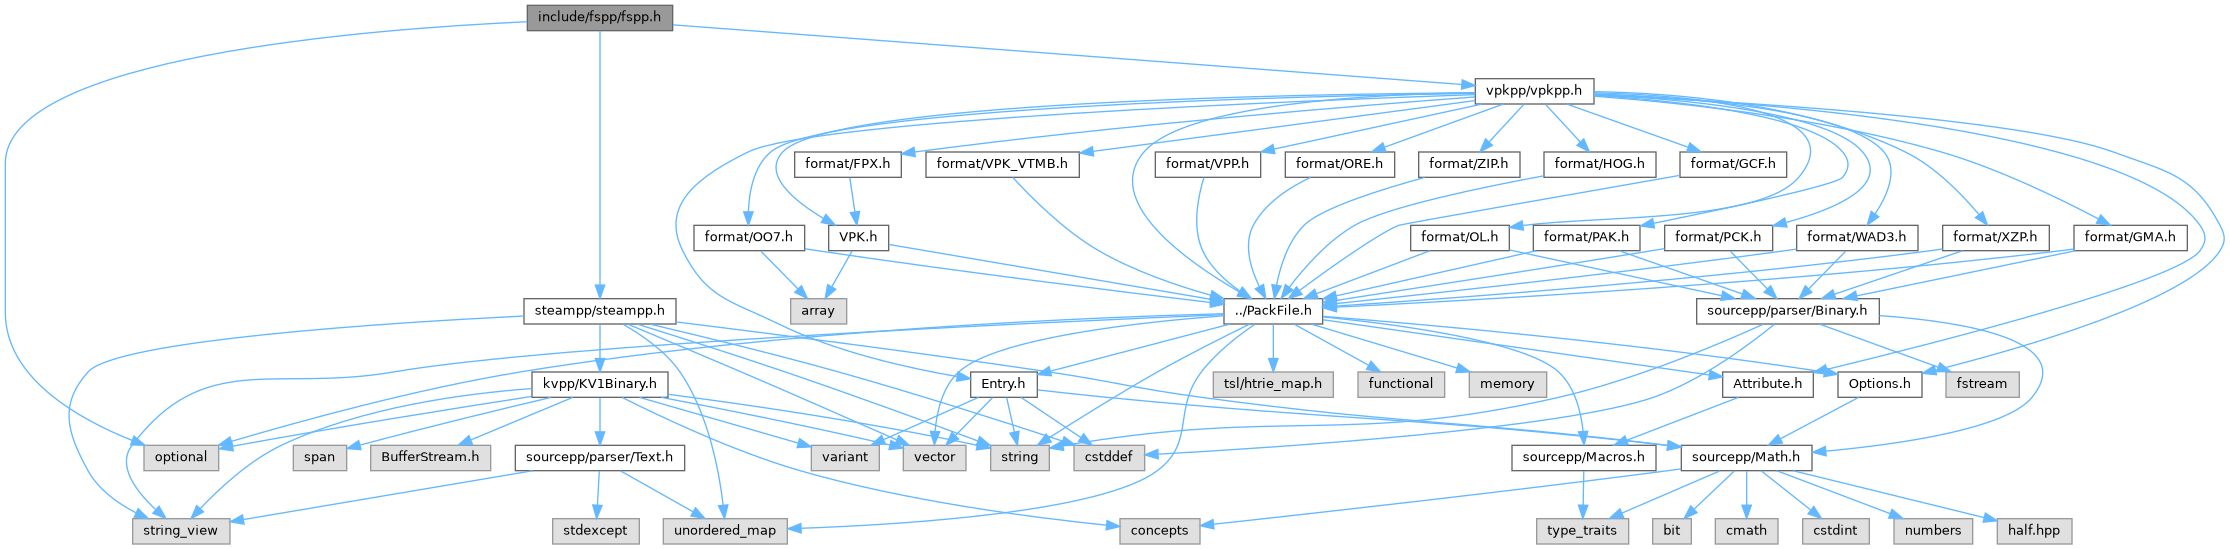 include/fspp/fspp.h
vpkpp/vpkpp.h
format/FPX.h
format/VPK_VTMB.h
format/VPP.h
format/ORE.h
format/ZIP.h
format/HOG.h
format/GCF.h
format/OO7.h
VPK.h
format/OL.h
format/PAK.h
format/PCK.h
format/WAD3.h
format/XZP.h
format/GMA.h
steampp/steampp.h
array
../PackFile.h
sourcepp/parser/Binary.h
kvpp/KV1Binary.h
Entry.h
tsl/htrie_map.h
functional
memory
Attribute.h
Options.h
fstream
optional
span
BufferStream.h
sourcepp/parser/Text.h
variant
vector
string
cstddef
sourcepp/Macros.h
sourcepp/Math.h
string_view
stdexcept
unordered_map
concepts
type_traits
bit
cmath
cstdint
numbers
half.hpp